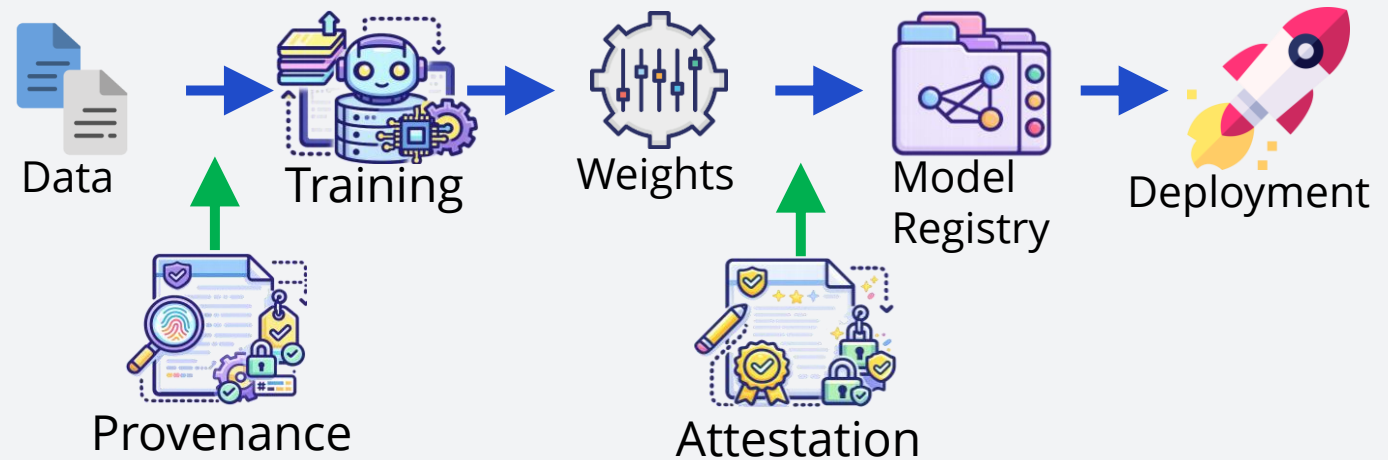 Data
Training
Weights
Model
Registry
Deployment
Provenance
Attestation